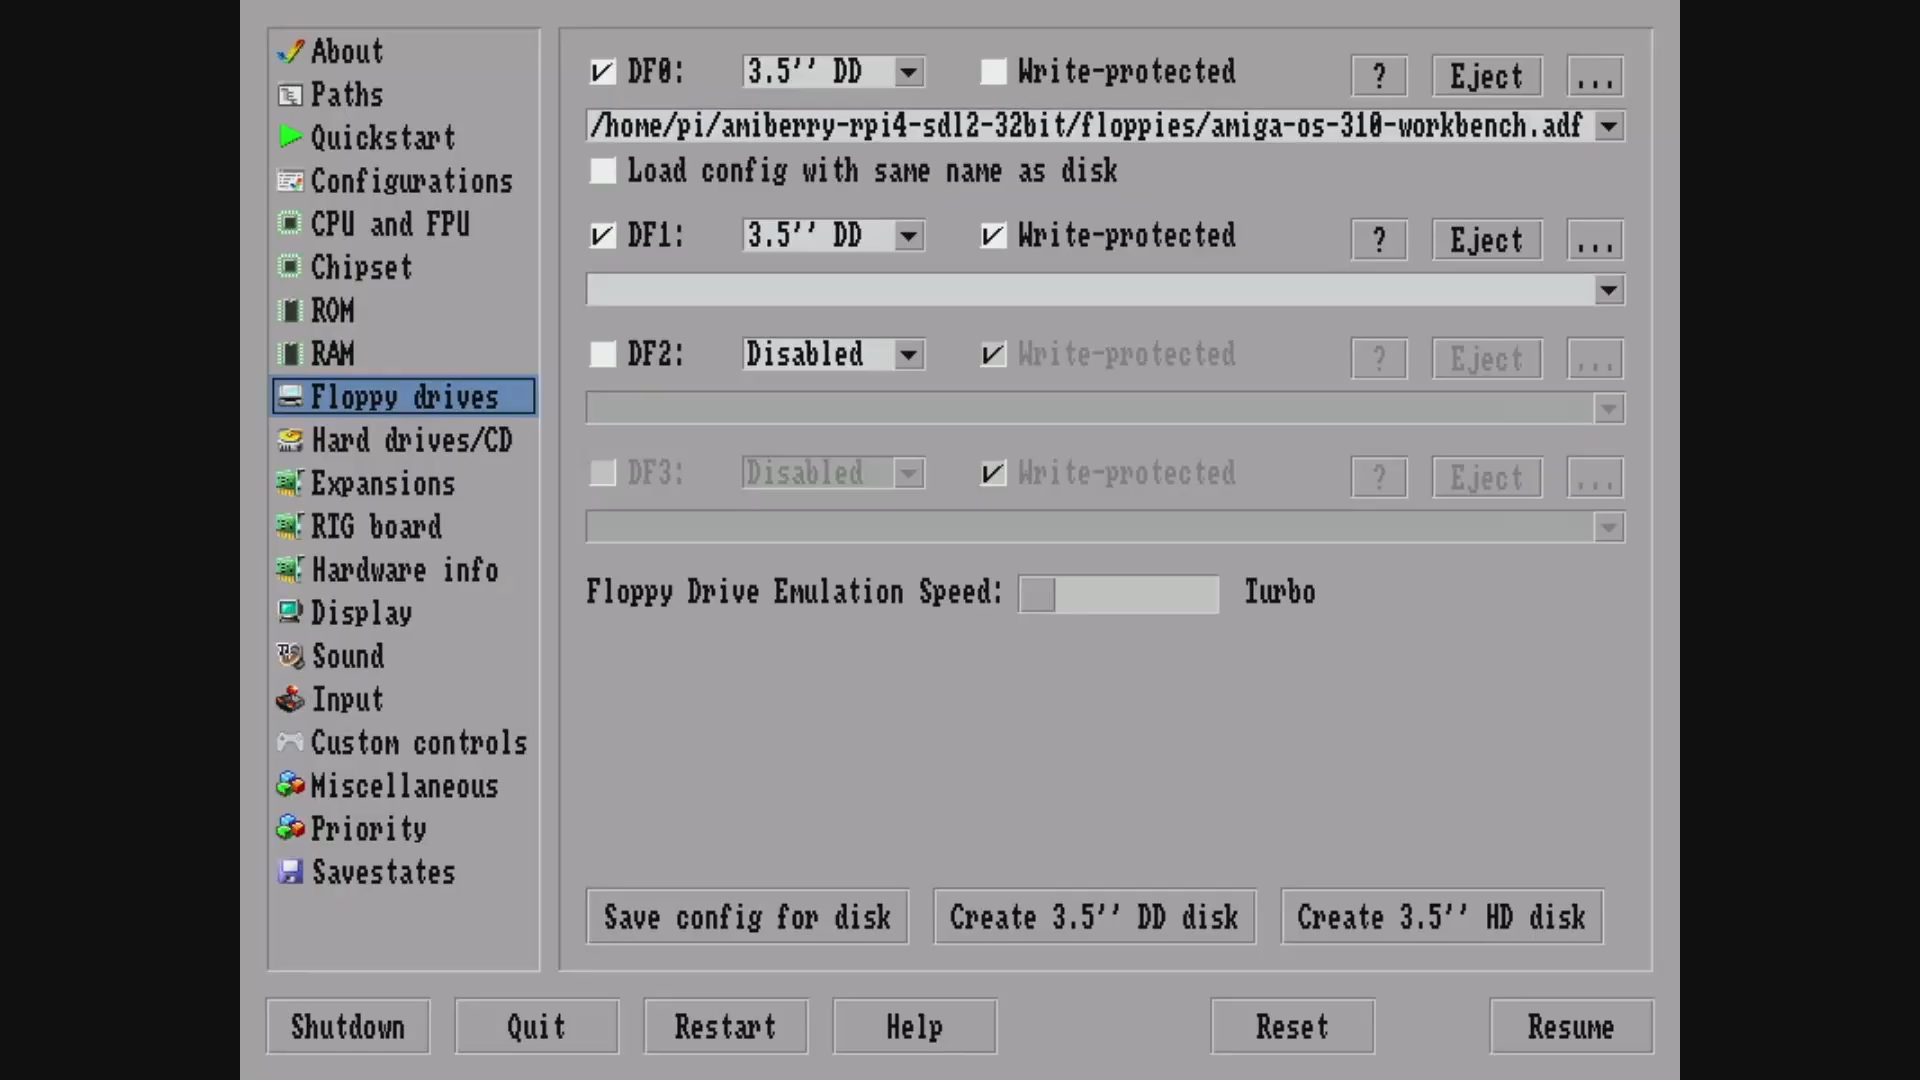 About
Paths
Quickstart
Configurations
CPU and FPU
Chipset
ROM
RAM
Floppy drives
Hard drives/CD
Expansions
RTG board
Hardware info
Display
Sound
Input
Custom controls
Miscellaneous
Priority
Savestates
DF0: 3.5'' DD Write-protected ? Eject ...
/home/pi/amiberry-rpi4-sdl2-32bit/floppies/amiga-os-310-workbench.adf
Load config with same name as disk
DF1: 3.5'' DD Write-protected ? Eject ...
DF2: Disabled Write-protected ? Eject ...
DF3: Disabled Write-protected ? Eject ...
Floppy Drive Emulation Speed: Turbo
Save config for disk Create 3.5'' DD disk Create 3.5'' HD disk
Shutdown Quit Restart Help Reset Resume